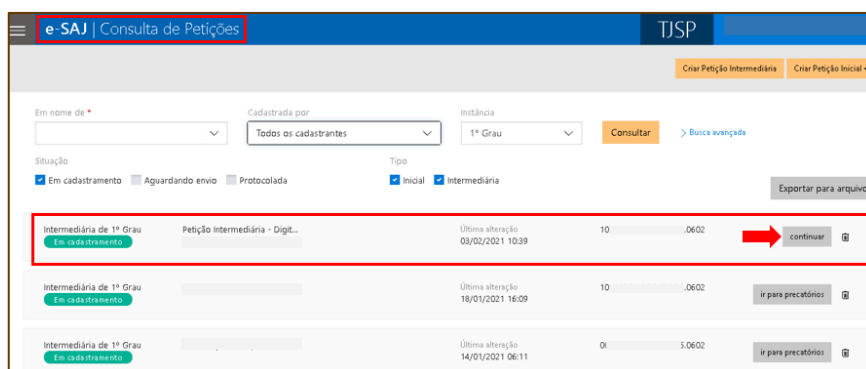 e-SAJ | Consulta de Petições
TJSP
Criar Petição Intermediária
Criar Petição Inicial
Em nome de *
Cadastrada por
Instância
Todos os cadastrantes
1º Grau
Consultar
Busca avançada
Situação
Tipo
Em cadastramento
Aguardando envio
Protocolada
Inicial
Intermediária
Exportar para arquivo
Intermediária de 1º Grau
Petição Intermediária - Digit...
Última alteração
10 .0602
continuar
Em cadastramento
03/02/2021 10:39
Intermediária de 1º Grau
Última alteração
10 .0602
ir para precatórios
Em cadastramento
18/01/2021 16:09
Intermediária de 1º Grau
Última alteração
.0602
ir para precatórios
Em cadastramento
14/01/2021 06:11